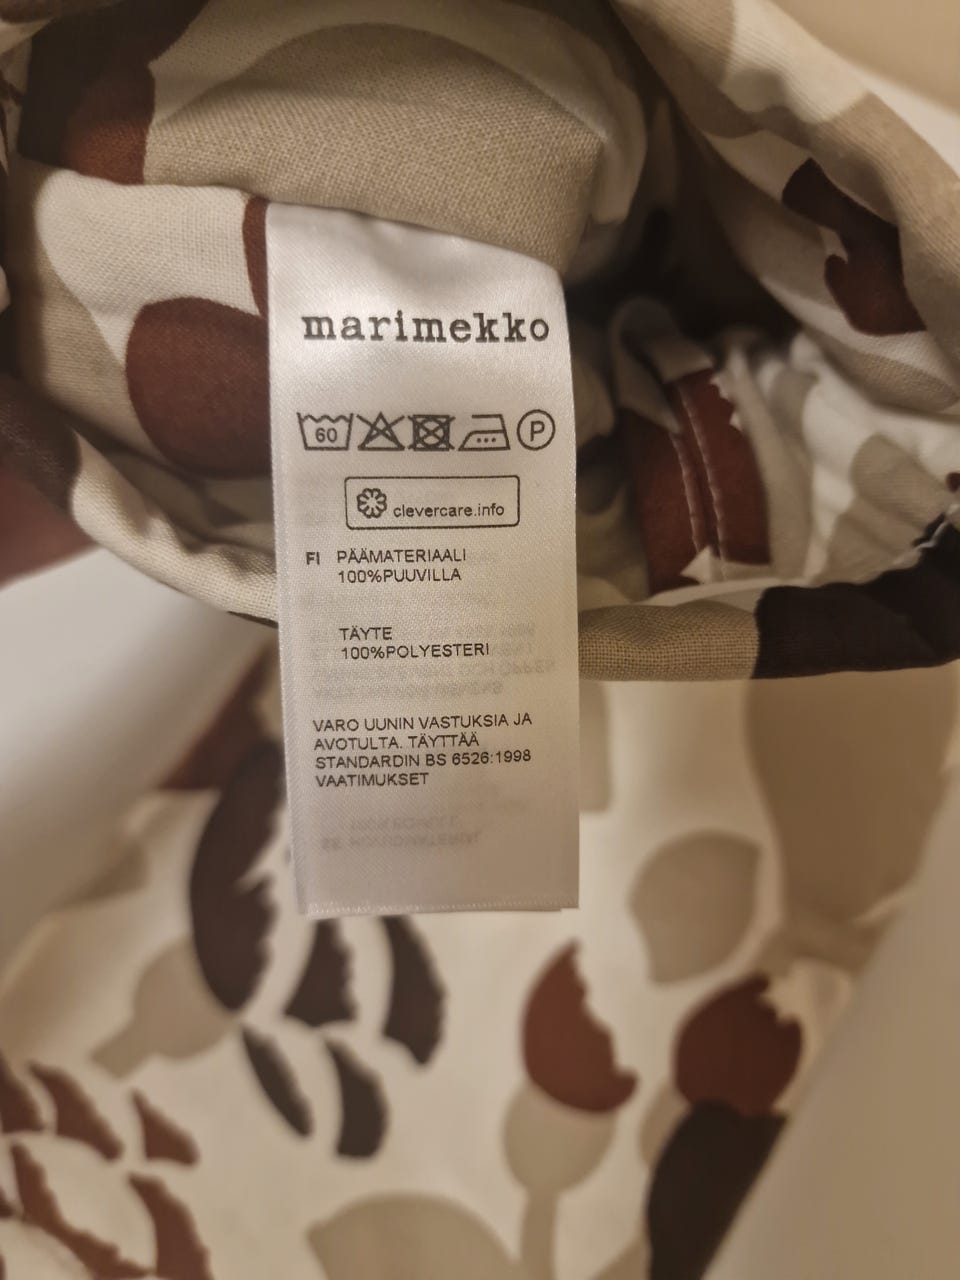 marimekko
60 P
clevercare.info
FI PÄÄMATERIAALI
100%PUUVILLA
TÄYTE
100%POLYESTERI
VARO UUNIN VASTUKSIA JA
AVOTULTA. TÄYTTÄÄ
STANDARDIN BS 6526:1998
VAATIMUKSET